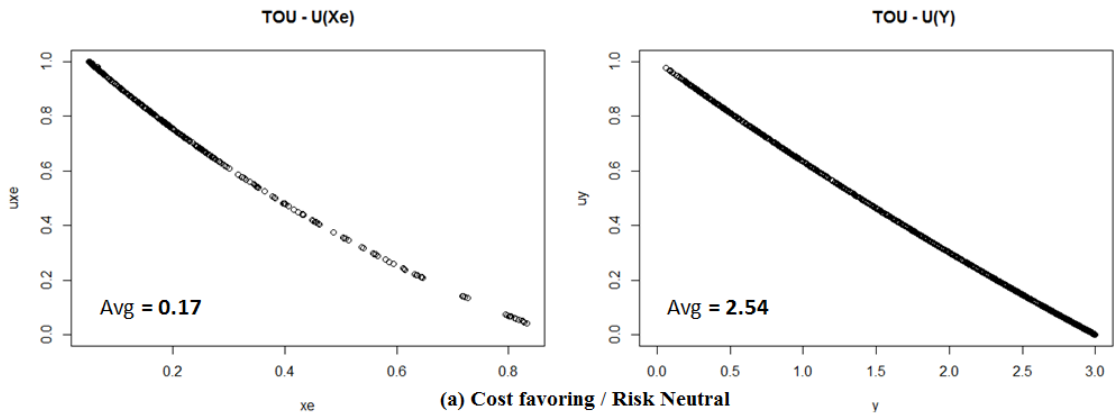 TOU - U(Xe)
uxe
1.0
0.8
0.6
0.4
0.2
0.0
Avg = 0.17
0.2 0.4 0.6 0.8
xe
TOU - U(Y)
uy
1.0
0.8
0.6
0.4
0.2
0.0
Avg = 2.54
0.0 0.5 1.0 1.5 2.0 2.5 3.0
y
(a) Cost favoring / Risk Neutral